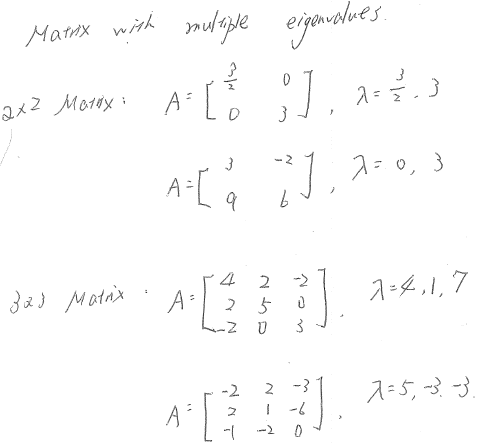 Matrix with multiple eigenvalues.
2x2 Matrix: A = [ 3/2 0 ; 0 3 ], λ = 3/2, 3
A = [ 3 -2 ; 9 6 ], λ = 0, 3
3x3 Matrix: A = [ 4 2 -2 ; 2 5 0 ; -2 0 3 ], λ = 4, 1, 7
A = [ -2 2 -3 ; 2 1 -6 ; -1 -2 0 ], λ = 5, -3, -3.